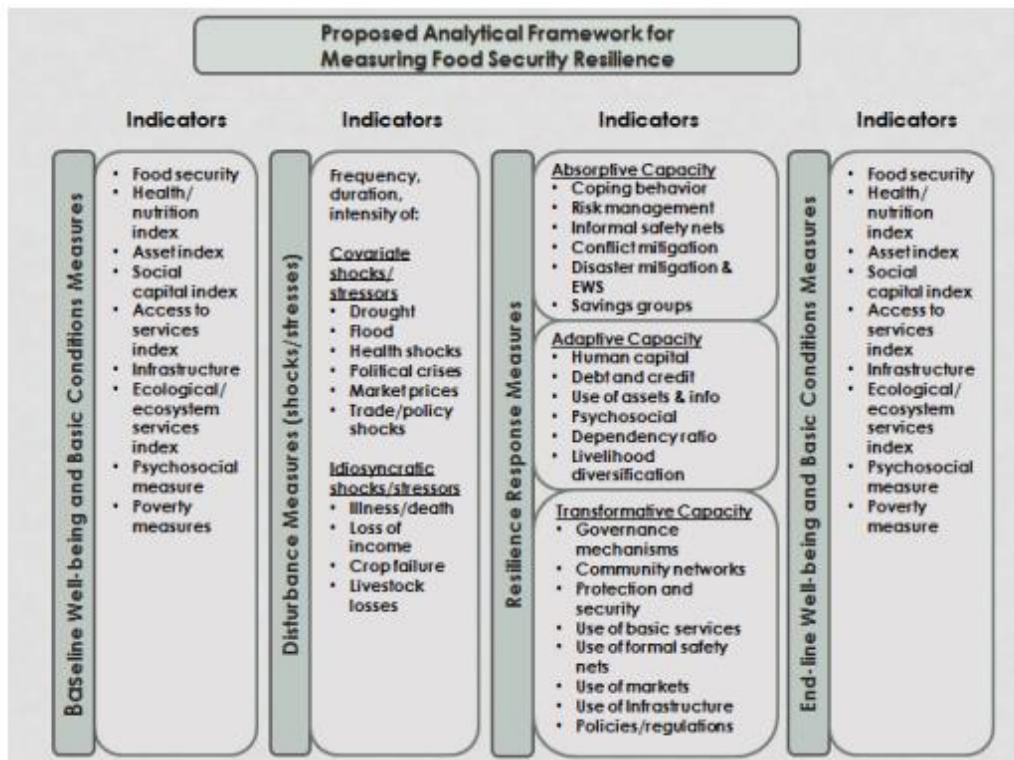 Proposed Analytical Framework for
Measuring Food Security Resilience
Indicators
Baseline Well-being and Basic Conditions Measures
• Food security
• Health/
nutrition
index
• Asset index
• Social
capital index
• Access to
services
index
• Infrastructure
• Ecological/
ecosystem
services
index
• Psychosocial
measure
• Poverty
measures
Indicators
Disturbance Measures (shocks/stresses)
Frequency,
duration,
intensity of:
Covariate
shocks/
stressors
• Drought
• Flood
• Health shocks
• Political crises
• Market prices
• Trade/policy
shocks
Idiosyncratic
shocks/stressors
• Illness/death
• Loss of
income
• Crop failure
• Livestock
losses
Indicators
Resilience Response Measures
Absorptive Capacity
• Coping behavior
• Risk management
• Informal safety nets
• Conflict mitigation
• Disaster mitigation &
EWS
• Savings groups
Adaptive Capacity
• Human capital
• Debt and credit
• Use of assets & info
• Psychosocial
• Dependency ratio
• Livelihood
diversification
Transformative Capacity
• Governance
mechanisms
• Community networks
• Protection and
security
• Use of basic services
• Use of formal safety
nets
• Use of markets
• Use of Infrastructure
• Policies/regulations
Indicators
End-line Well-being and Basic Conditions Measures
• Food security
• Health/
nutrition
index
• Asset index
• Social
capital index
• Access to
services
index
• Infrastructure
• Ecological/
ecosystem
services
index
• Psychosocial
measure
• Poverty
measure